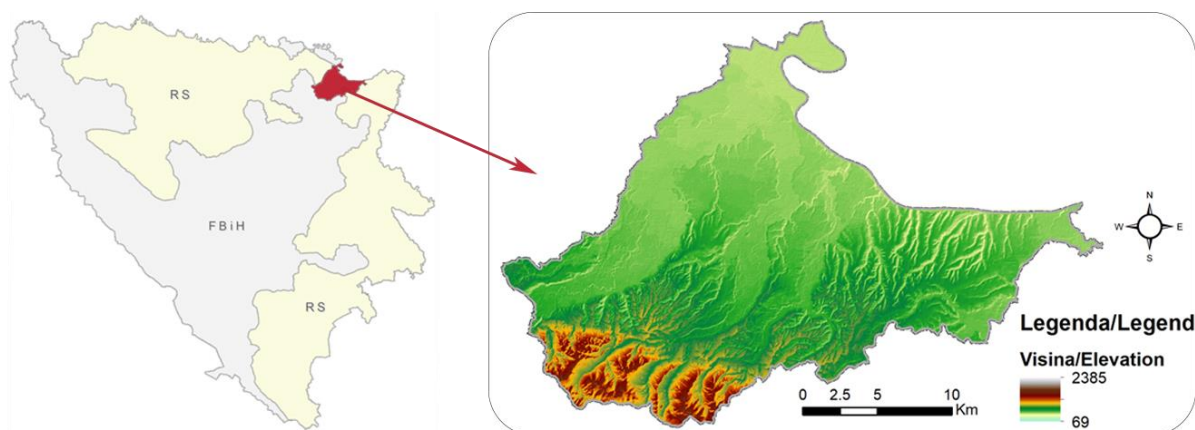 RS
FBiH
RS
N
W E
S
Legenda/Legend
Visina/Elevation
2385
69
0 2.5 5 10
Km